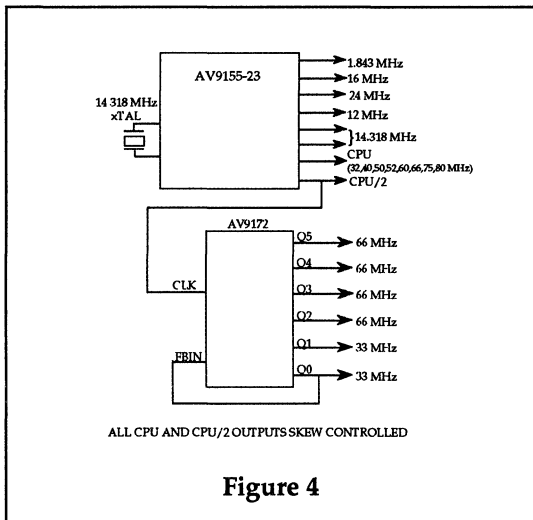 AV9155-23
14 318 MHz
xTAL
1.843 MHz
16 MHz
24 MHz
12 MHz
}14.318 MHz
CPU
(32,40,50,52,60,66,75,80 MHz)
CPU/2
AV9172
CLK
FBIN
Q5
66 MHz
Q4
66 MHz
Q3
66 MHz
Q2
66 MHz
Q1
33 MHz
Q0
33 MHz
ALL CPU AND CPU/2 OUTPUTS SKEW CONTROLLED
Figure 4